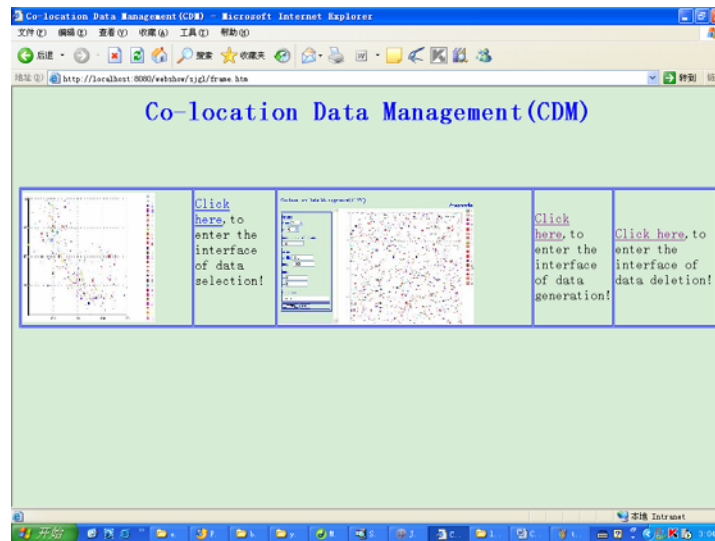 Co-location Data Management(CDM) - Microsoft Internet Explorer
文件(F) 编辑(E) 查看(V) 收藏(A) 工具(T) 帮助(H)
后退 搜索 收藏夹
地址(D) http://localhost:8080/webshow/sjgl/frame.htm 转到
Co-location Data Management(CDM)
Click
here, to
enter the
interface
of data
selection!
Click
here, to
enter the
interface
of data
generation!
Click here, to
enter the
interface of
data deletion!
本地 Intranet
开始